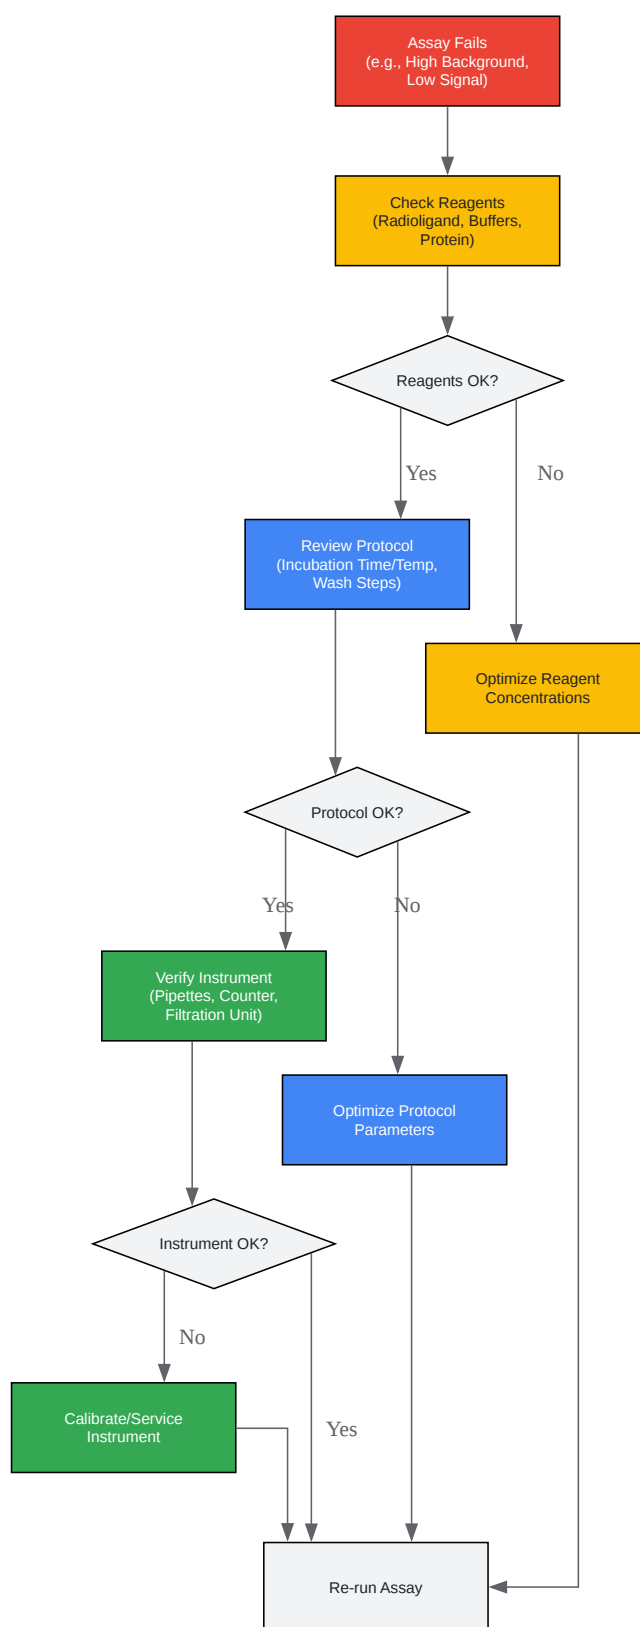 Assay Fails
(e.g., High Background,
Low Signal)
Check Reagents
(Radioligand, Buffers,
Protein)
Reagents OK?
Yes
No
Review Protocol
(Incubation Time/Temp,
Wash Steps)
Optimize Reagent
Concentrations
Protocol OK?
Yes
No
Verify Instrument
(Pipettes, Counter,
Filtration Unit)
Optimize Protocol
Parameters
Instrument OK?
No
Calibrate/Service
Instrument
Yes
Re-run Assay